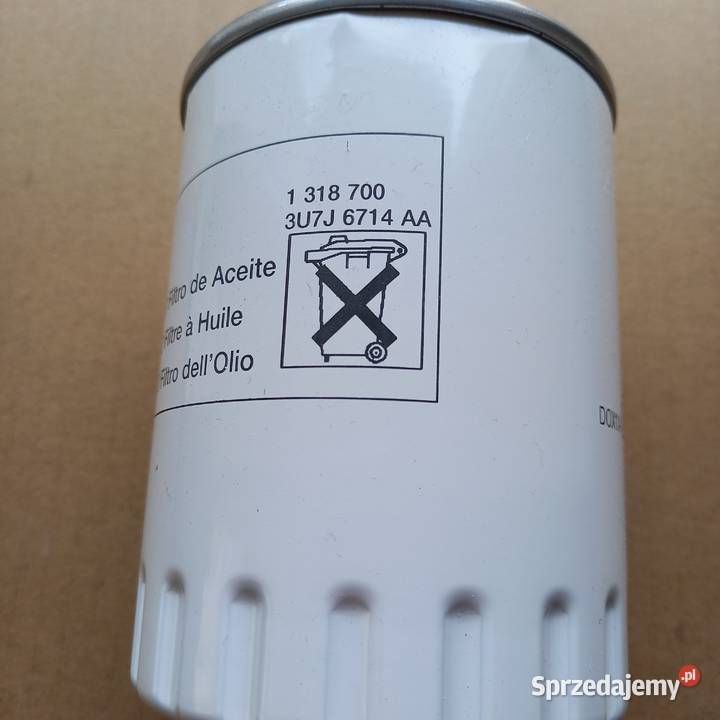 1 318 700
3U7J 6714 AA
Filtro de Aceite
Filtre à Huile
Filtro dell'Olio
Sprzedajemy.pl